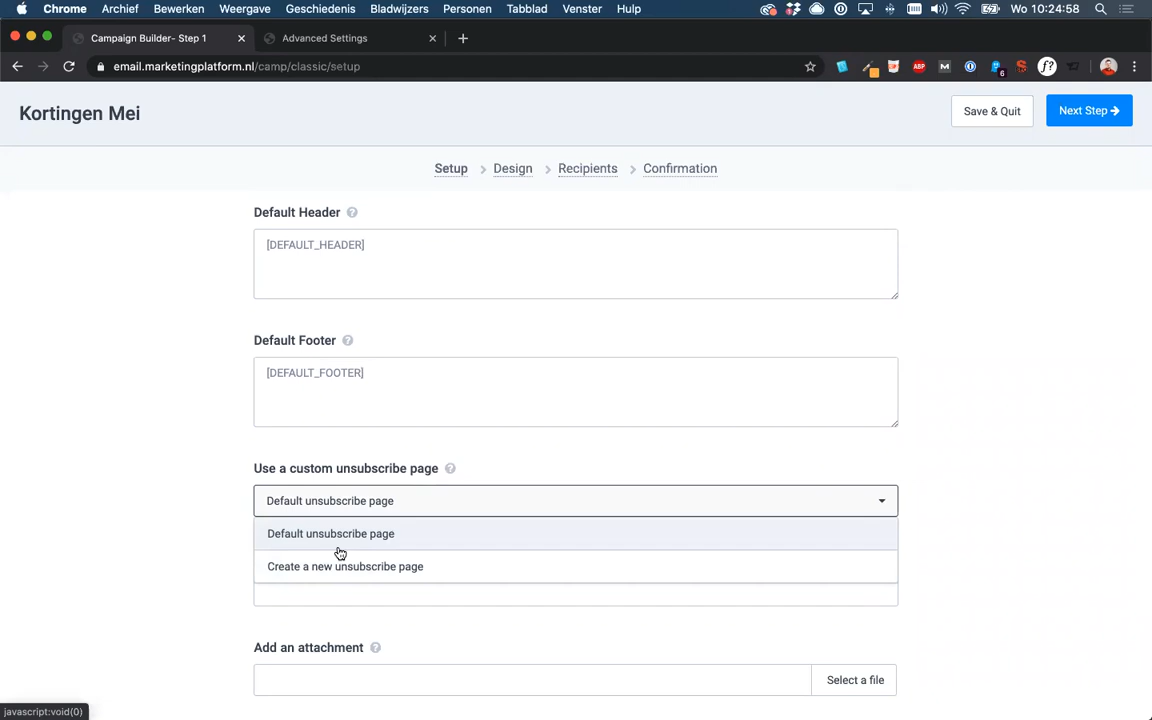 Chrome Archief Bewerken Weergave Geschiedenis Bladwijzers Personen Tabblad Venster Hulp Wo 10:24:58
Campaign Builder- Step 1 Advanced Settings
email.marketingplatform.nl/camp/classic/setup
ABP
M
6
f?
Kortingen Mei
Save & Quit
Next Step
Setup Design Recipients Confirmation
Default Header
[DEFAULT_HEADER]
Default Footer
[DEFAULT_FOOTER]
Use a custom unsubscribe page
Default unsubscribe page
Default unsubscribe page
Create a new unsubscribe page
Add an attachment
Select a file
javascript:void(0)